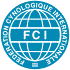 FEDERATION CYNOLOGIQUE INTERNATIONALE
FCI